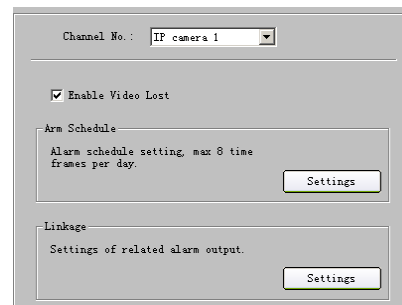 Channel No.: IP camera 1
Enable Video Lost
Arm Schedule
Alarm schedule setting, max 8 time
frames per day.
Settings
Linkage
Settings of related alarm output.
Settings